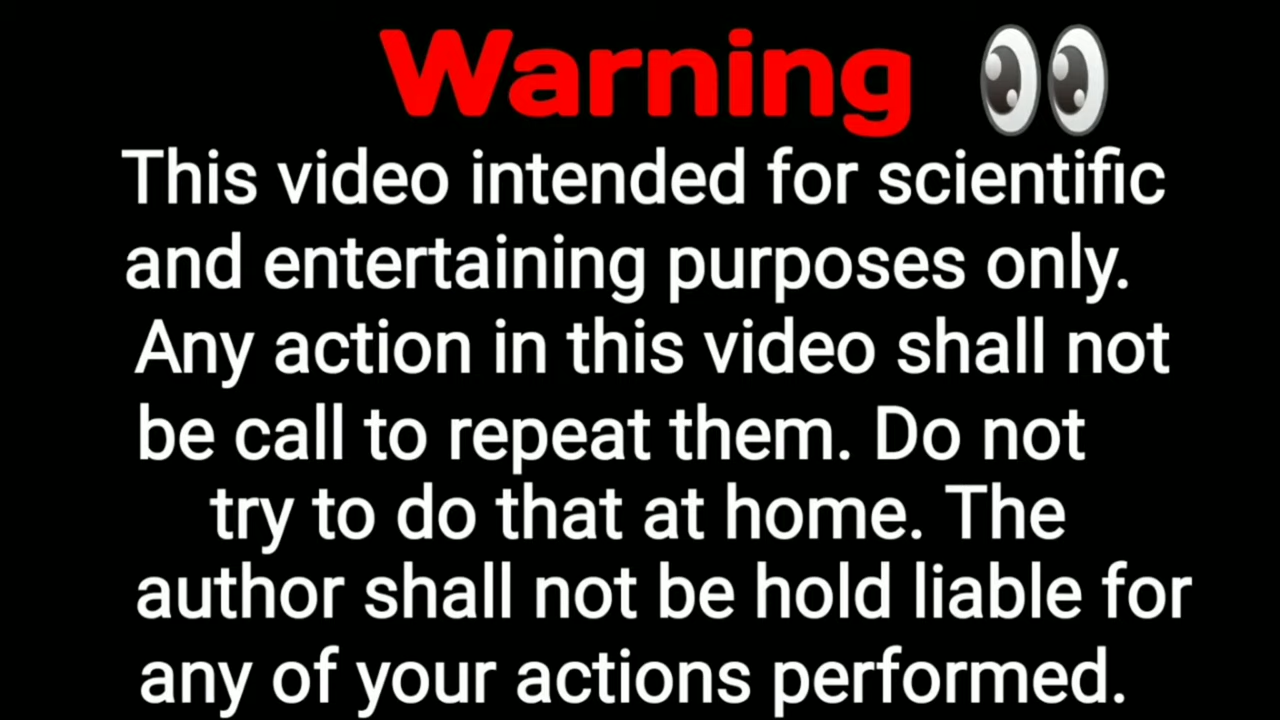 Warning 👀
This video intended for scientific
and entertaining purposes only.
Any action in this video shall not
be call to repeat them. Do not
try to do that at home. The
author shall not be hold liable for
any of your actions performed.